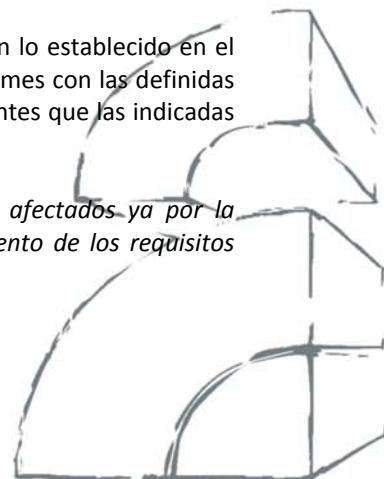 n lo establecido en el
mes con las definidas
ntes que las indicadas
afectados ya por la
ento de los requisitos